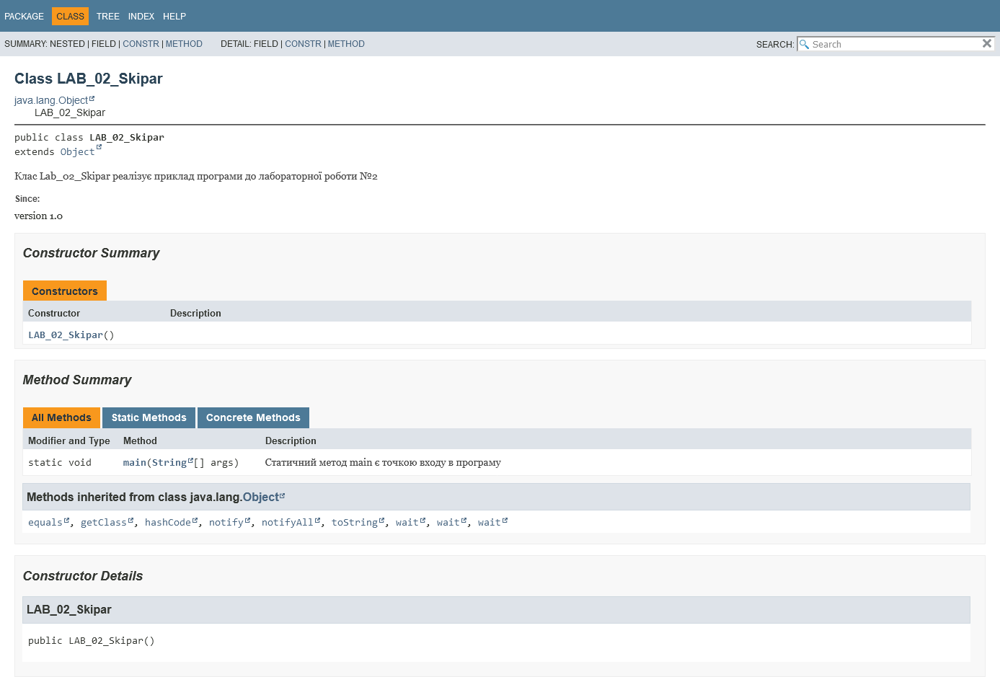 PACKAGE CLASS TREE INDEX HELP
SUMMARY: NESTED | FIELD | CONSTR | METHOD DETAIL: FIELD | CONSTR | METHOD SEARCH: Search
Class LAB_02_Skipar
java.lang.Object
LAB_02_Skipar
public class LAB_02_Skipar
extends Object
Клас Lab_02_Skipar реалізує приклад програми до лабораторної роботи №2
Since:
version 1.0
Constructor Summary
Constructors
Constructor Description
LAB_02_Skipar()
Method Summary
All Methods Static Methods Concrete Methods
Modifier and Type Method Description
static void main(String[] args) Статичний метод main є точкою входу в програму
Methods inherited from class java.lang.Object
equals, getClass, hashCode, notify, notifyAll, toString, wait, wait, wait
Constructor Details
LAB_02_Skipar
public LAB_02_Skipar()